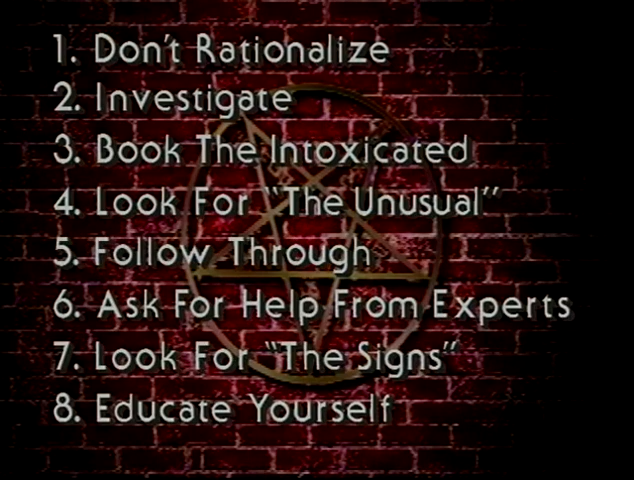 1. Don't Rationalize
2. Investigate
3. Book The Intoxicated
4. Look For "The Unusual"
5. Follow Through
6. Ask For Help From Experts
7. Look For "The Signs"
8. Educate Yourself